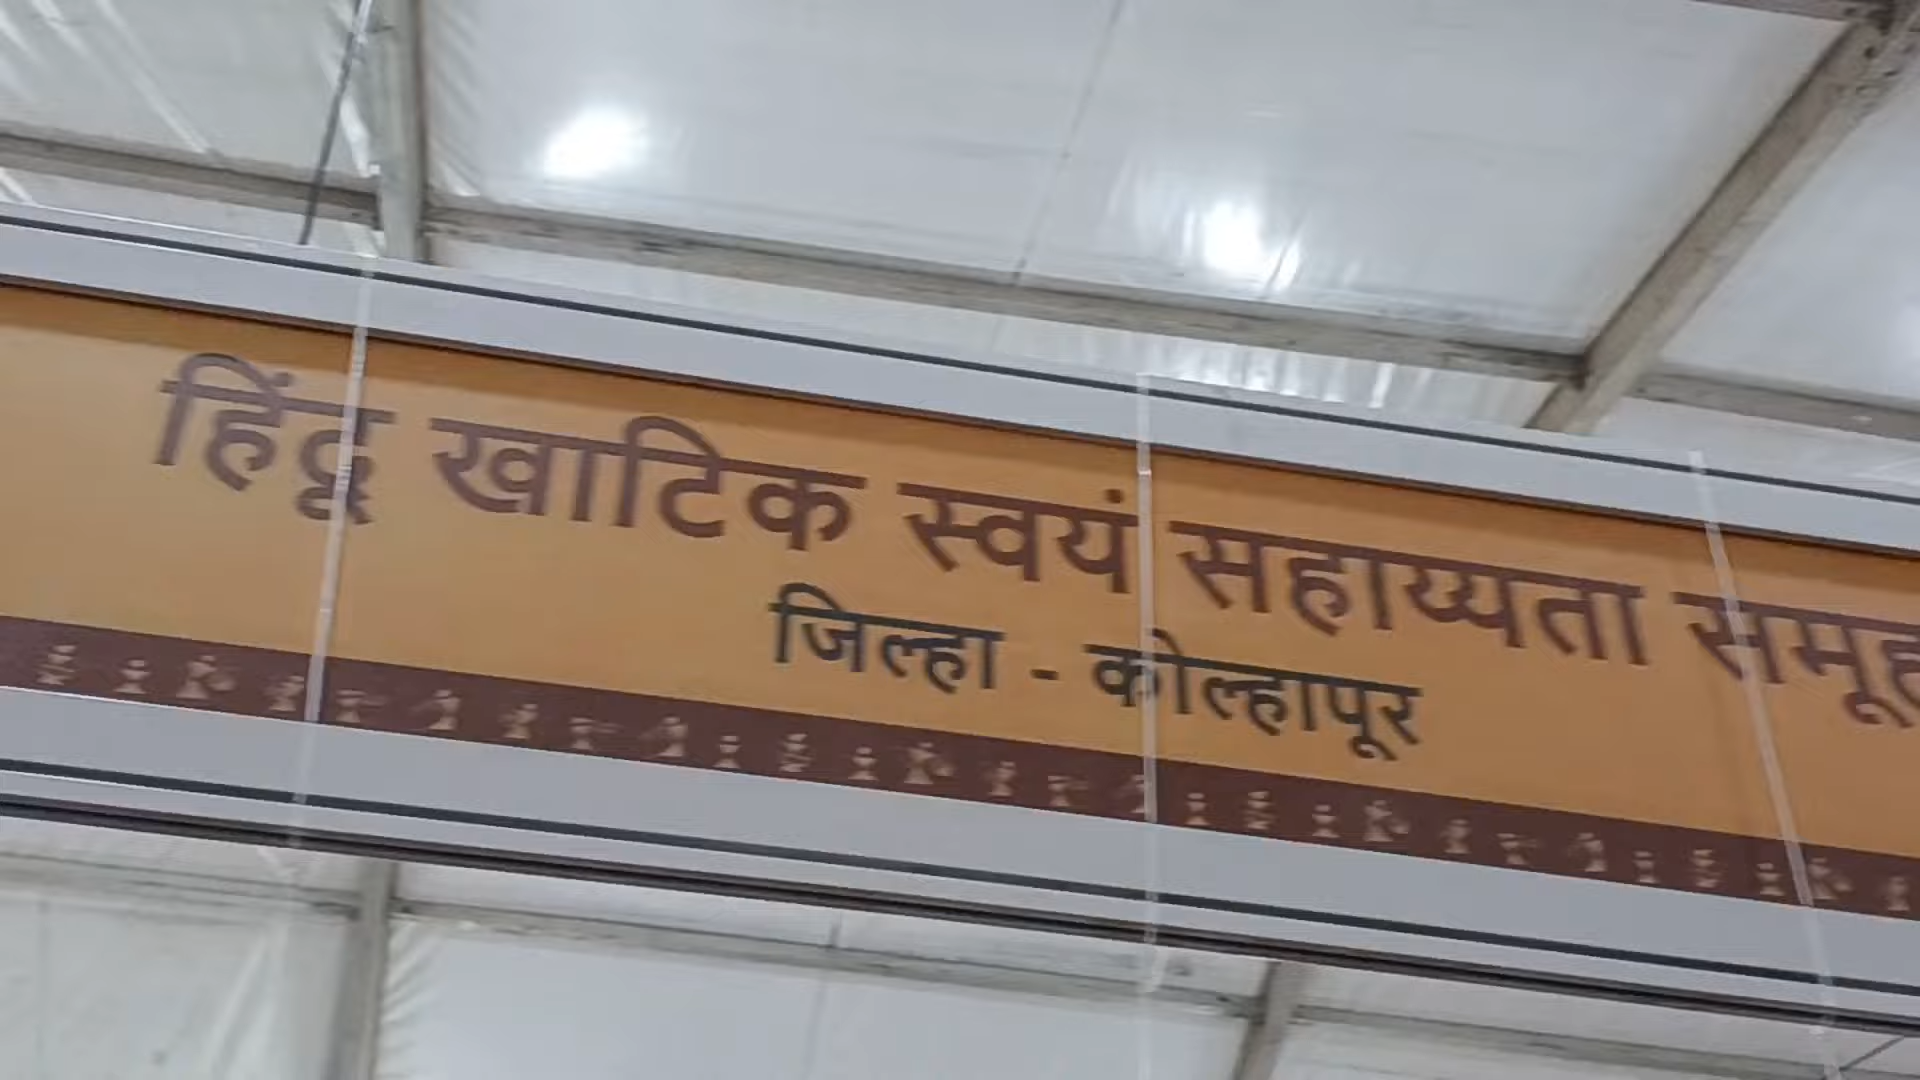 हिंदू खाटिक स्वयं सहाय्यता समूह
जिल्हा - कोल्हापूर